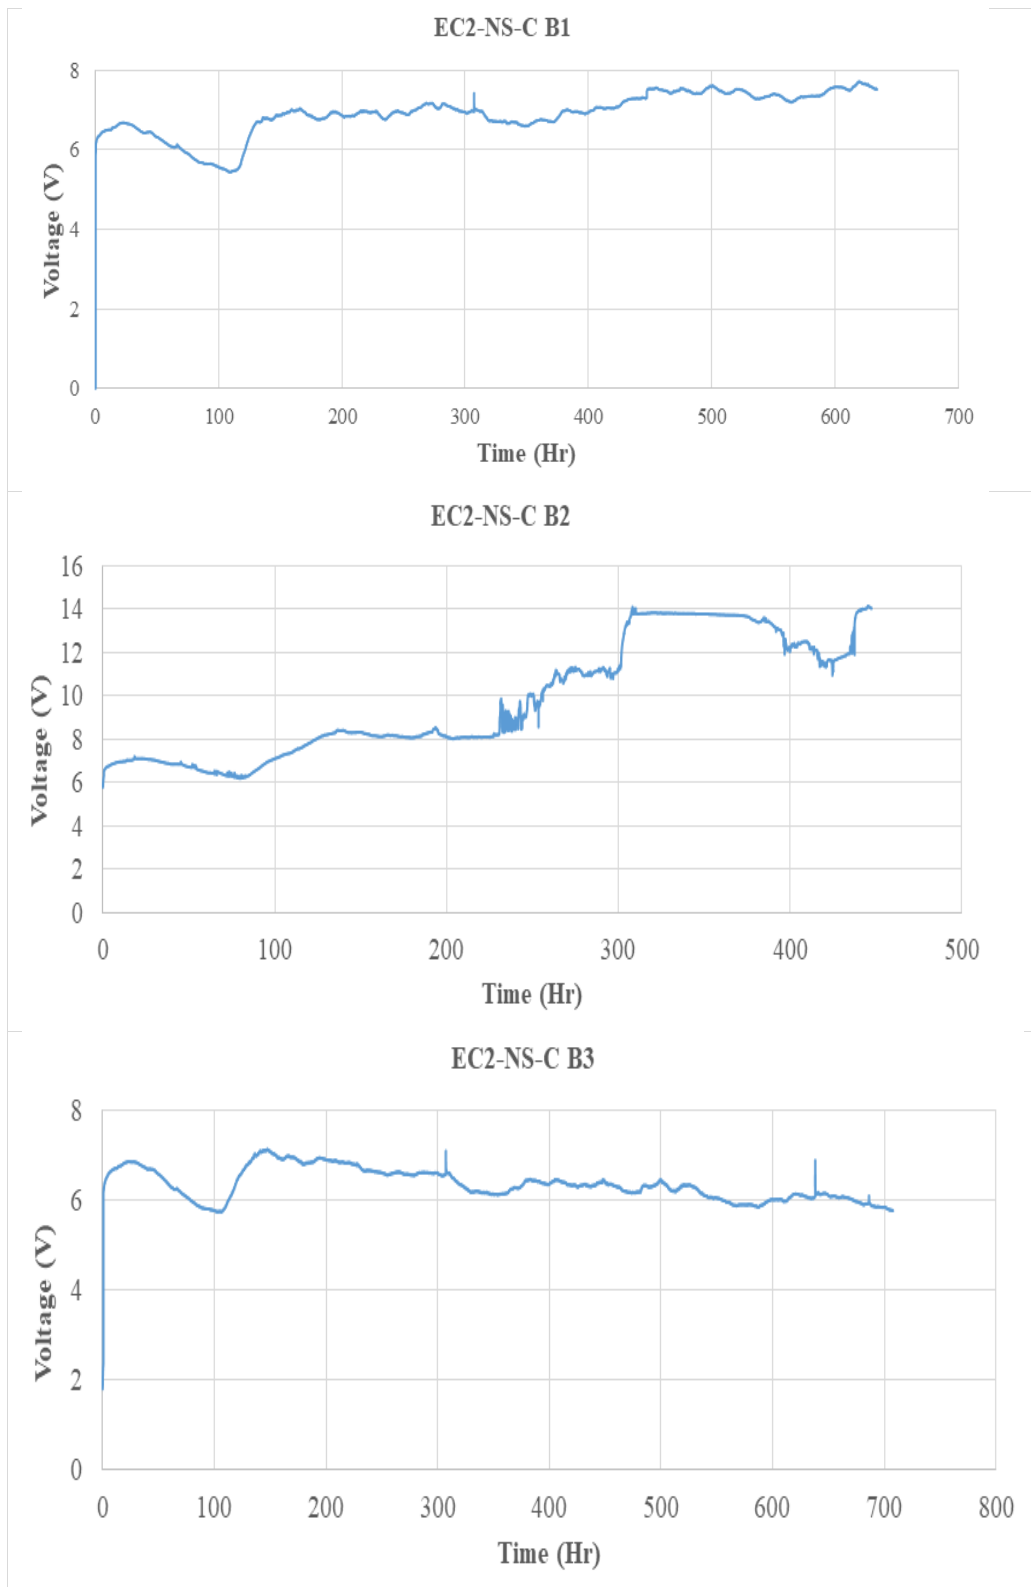 EC2-NS-C B1
Voltage (V)
8
6
4
2
0
0 100 200 300 400 500 600 700
Time (Hr)
EC2-NS-C B2
Voltage (V)
16
14
12
10
8
6
4
2
0
0 100 200 300 400 500
Time (Hr)
EC2-NS-C B3
Voltage (V)
8
6
4
2
0
0 100 200 300 400 500 600 700 800
Time (Hr)